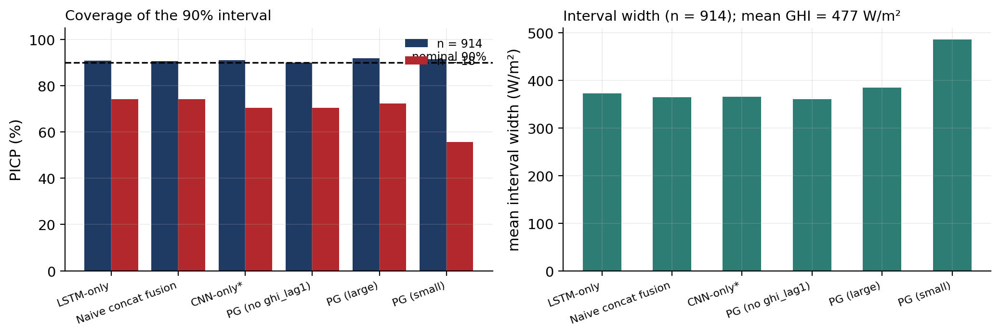 Coverage of the 90% interval
PICP (%)
100
80
60
40
20
0
n = 914
nominal 90%
n = 18
LSTM-only
Naive concat fusion
CNN-only*
PG (no ghi_lag1)
PG (large)
PG (small)
Interval width (n = 914); mean GHI = 477 W/m²
mean interval width (W/m²)
500
400
300
200
100
0
LSTM-only
Naive concat fusion
CNN-only*
PG (no ghi_lag1)
PG (large)
PG (small)